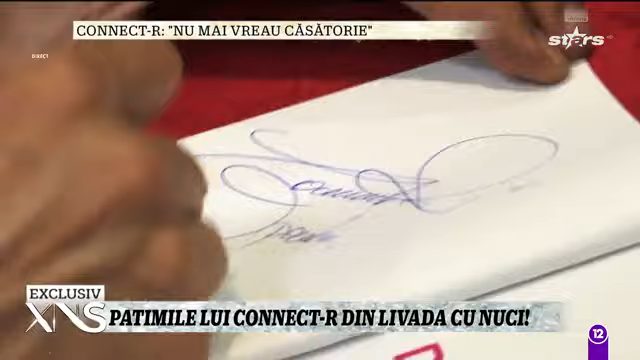 CONNECT-R: "NU MAI VREAU CĂSĂTORIE"
DIRECT
stars
EXCLUSIV
XNS
PATIMILE LUI CONNECT-R DIN LIVADA CU NUCI!
12